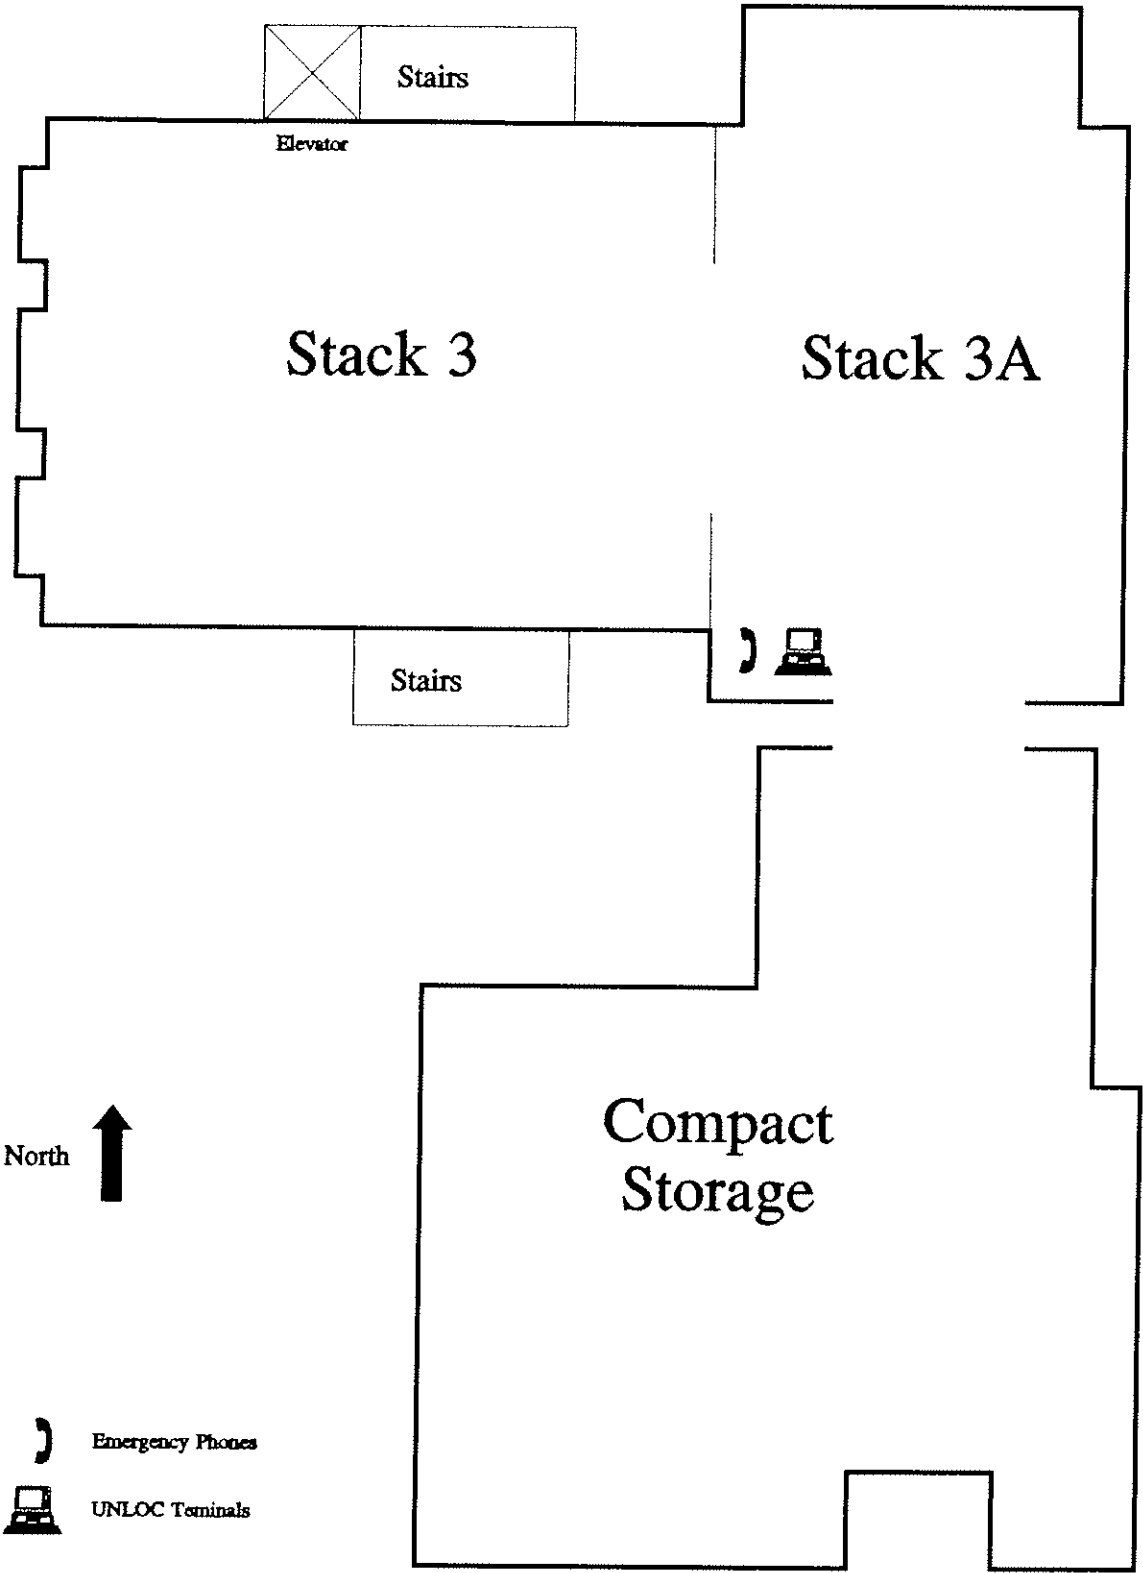 Stairs
Elevator
Stack 3
Stack 3A
Stairs
Compact
Storage
North
Emergency Phones
UNLOC Teminals